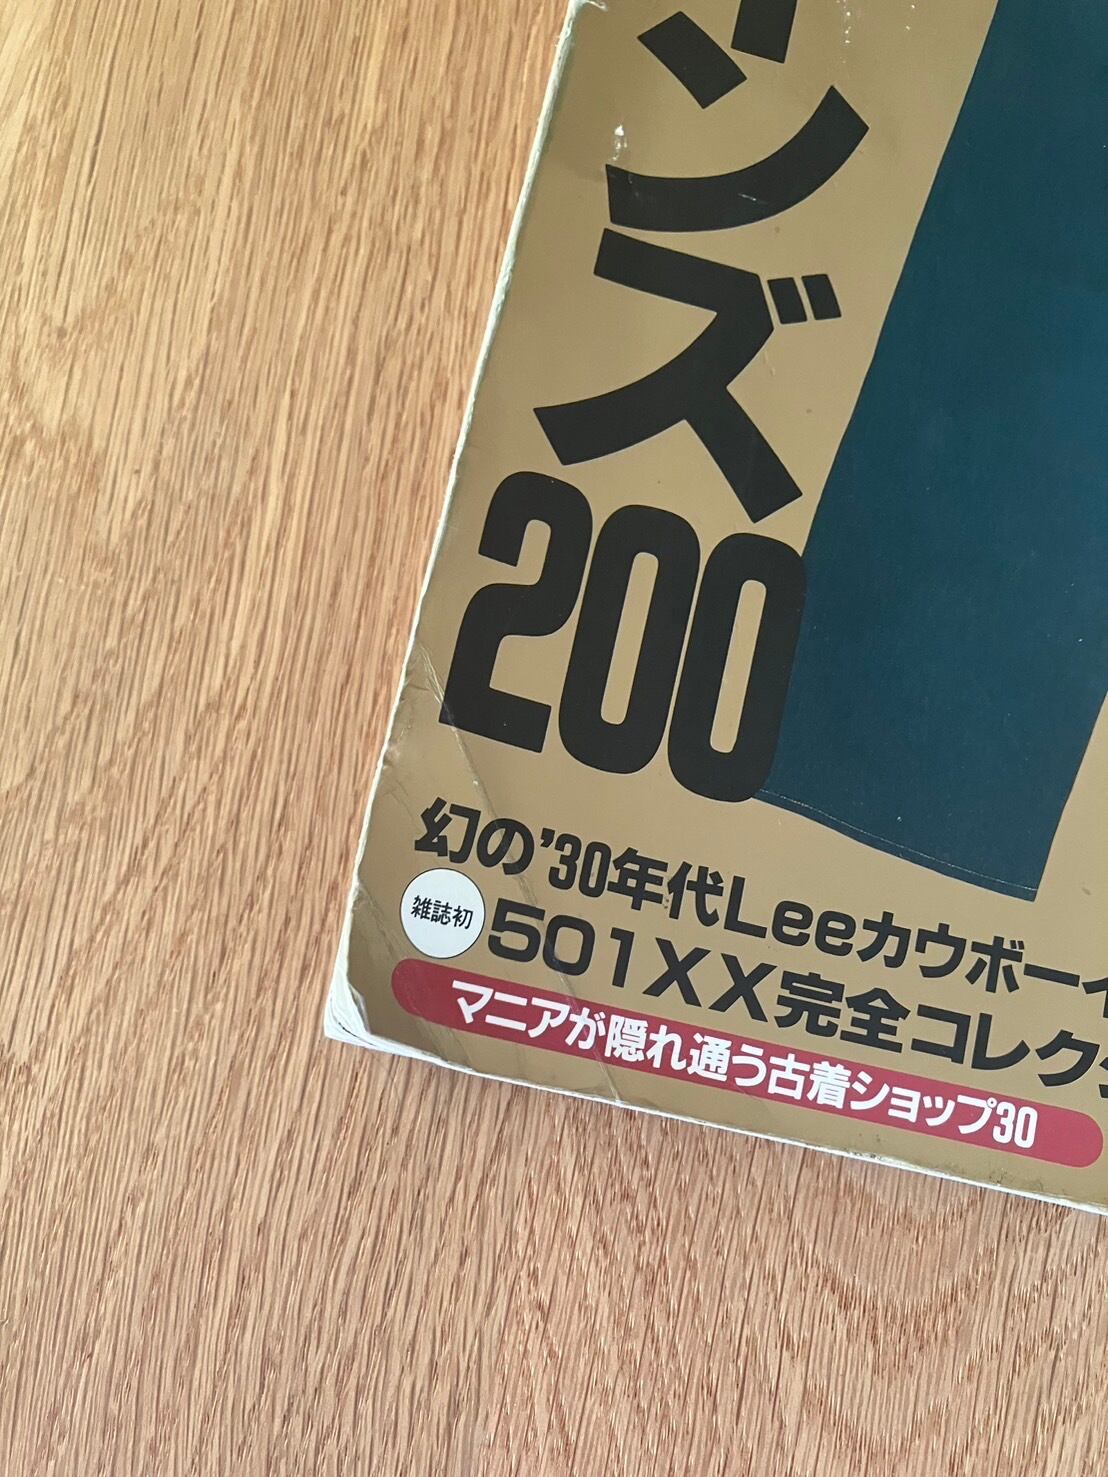 ンズ
200
幻の'30年代Leeカウボーイ
雑誌初
501XX完全コレク
マニアが隠れ通う古着ショップ30